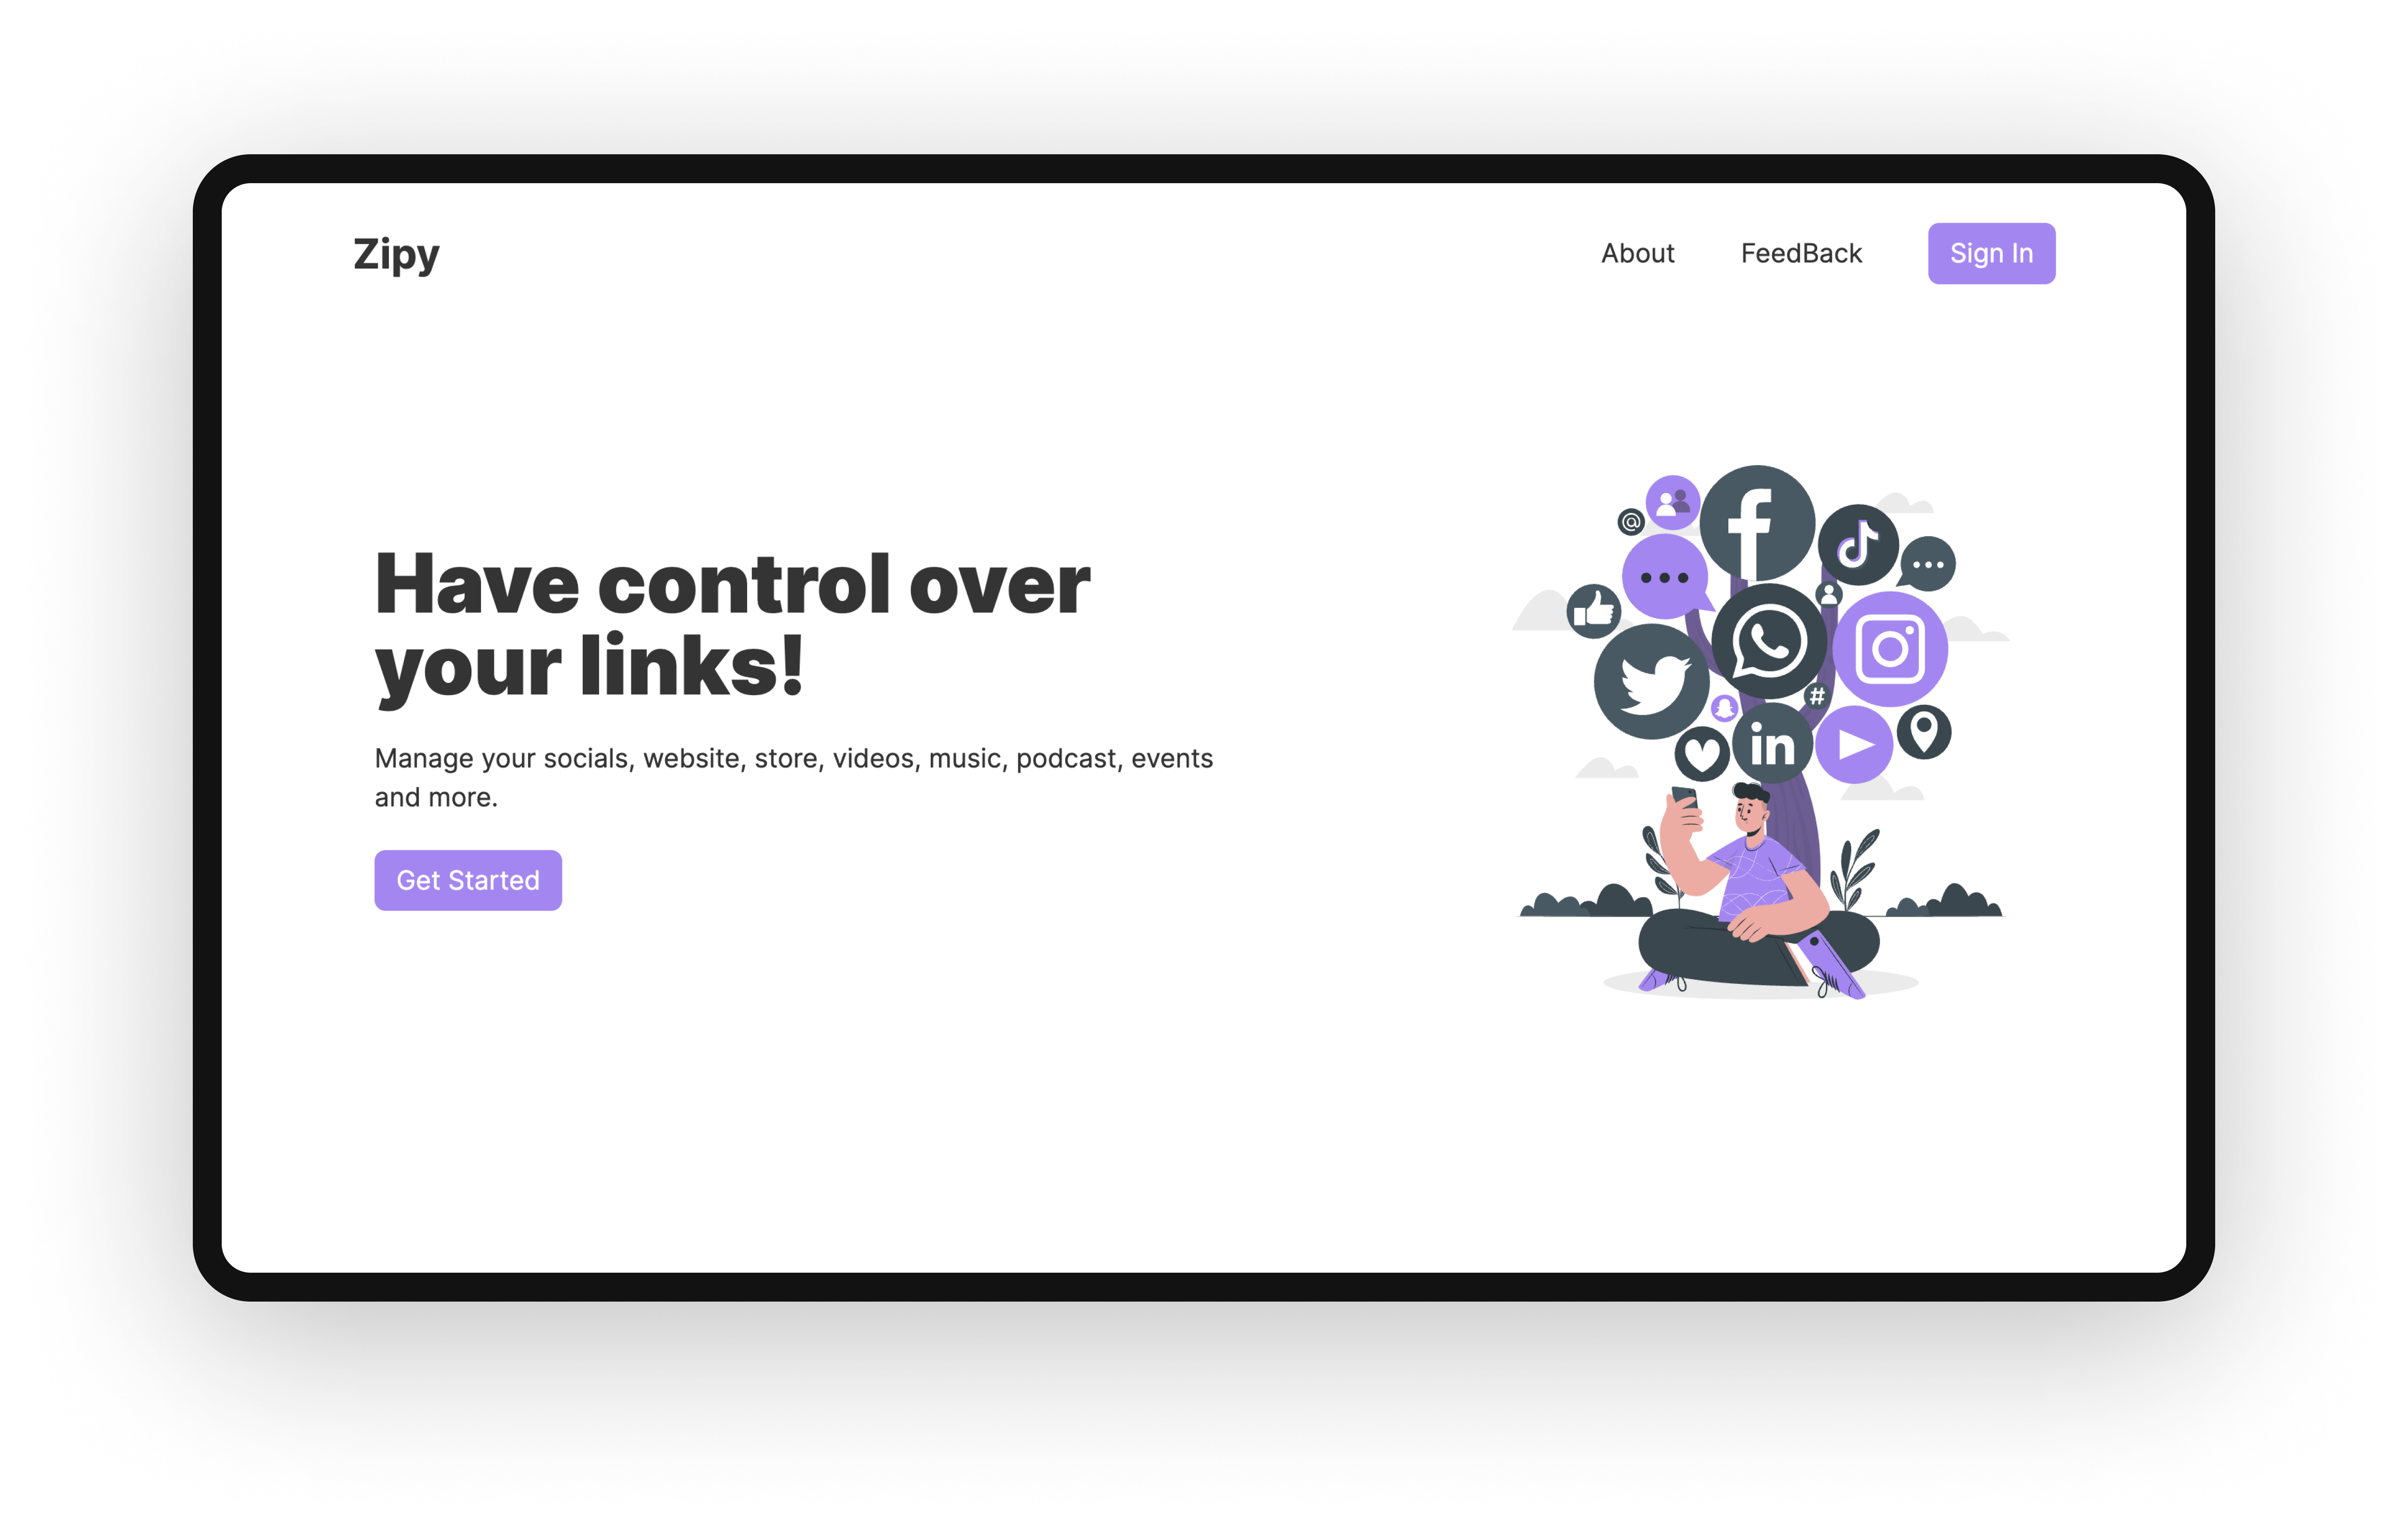 Zipy
About
FeedBack
Sign In
Have control over
your links!
Manage your socials, website, store, videos, music, podcast, events
and more.
Get Started
@
f
#
in